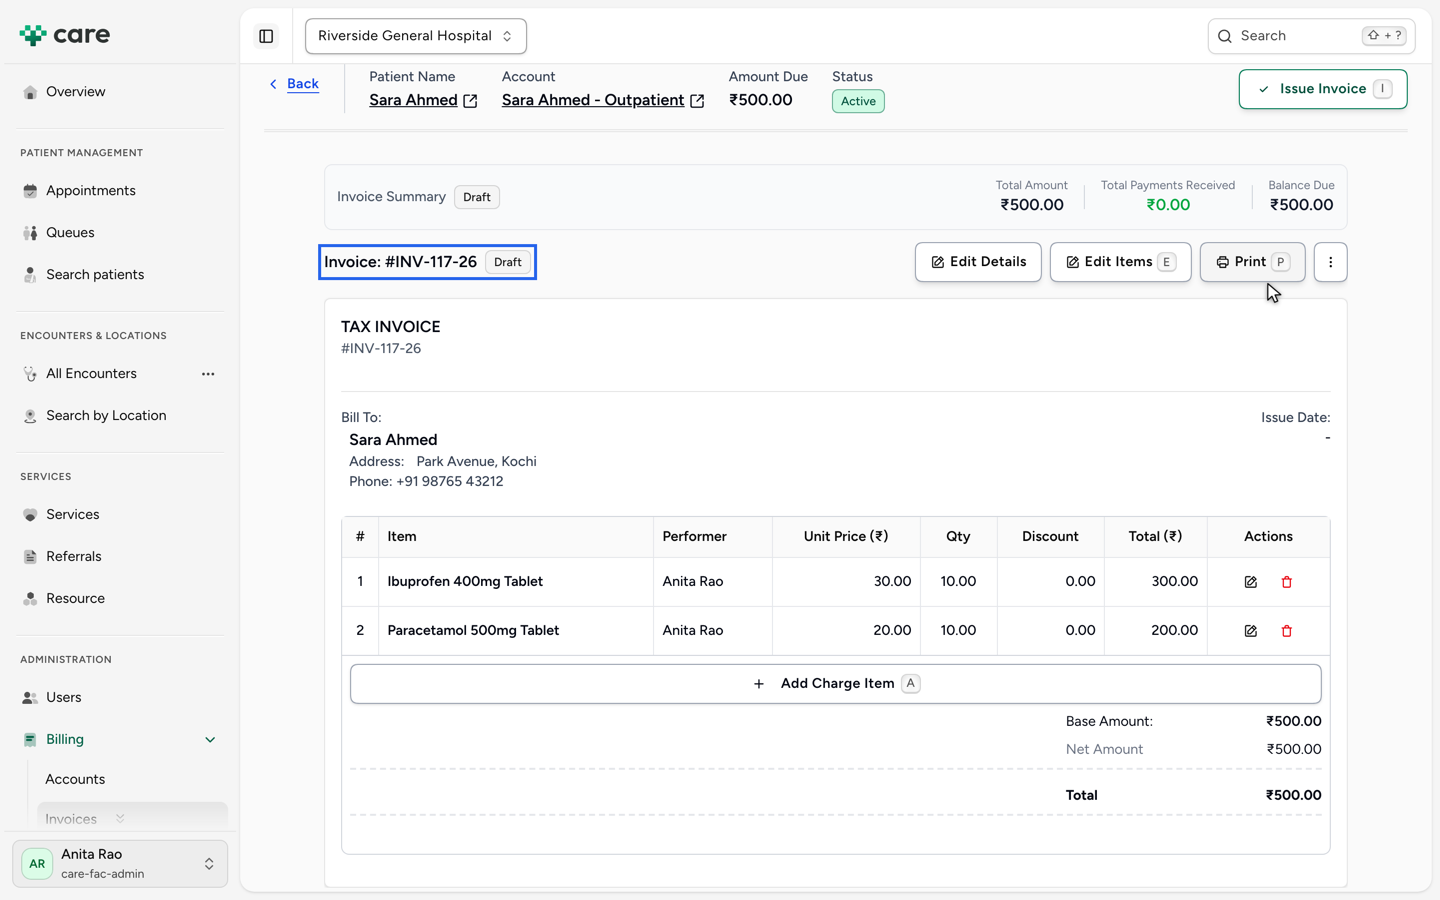 care
Riverside General Hospital
Search
⇧ + ?
Overview
PATIENT MANAGEMENT
Appointments
Queues
Search patients
ENCOUNTERS & LOCATIONS
All Encounters
Search by Location
SERVICES
Services
Referrals
Resource
ADMINISTRATION
Users
Billing
Accounts
Invoices
AR
Anita Rao
care-fac-admin
Back
Patient Name
Sara Ahmed
Account
Sara Ahmed - Outpatient
Amount Due
₹500.00
Status
Active
Issue Invoice I
Invoice Summary Draft
Total Amount
₹500.00
Total Payments Received
₹0.00
Balance Due
₹500.00
Invoice: #INV-117-26 Draft
Edit Details
Edit Items E
Print P
TAX INVOICE
#INV-117-26
Bill To:
Sara Ahmed
Address: Park Avenue, Kochi
Phone: +91 98765 43212
Issue Date:
-
# Item Performer Unit Price (₹) Qty Discount Total (₹) Actions
1 Ibuprofen 400mg Tablet Anita Rao 30.00 10.00 0.00 300.00
2 Paracetamol 500mg Tablet Anita Rao 20.00 10.00 0.00 200.00
+ Add Charge Item A
Base Amount: ₹500.00
Net Amount ₹500.00
Total ₹500.00